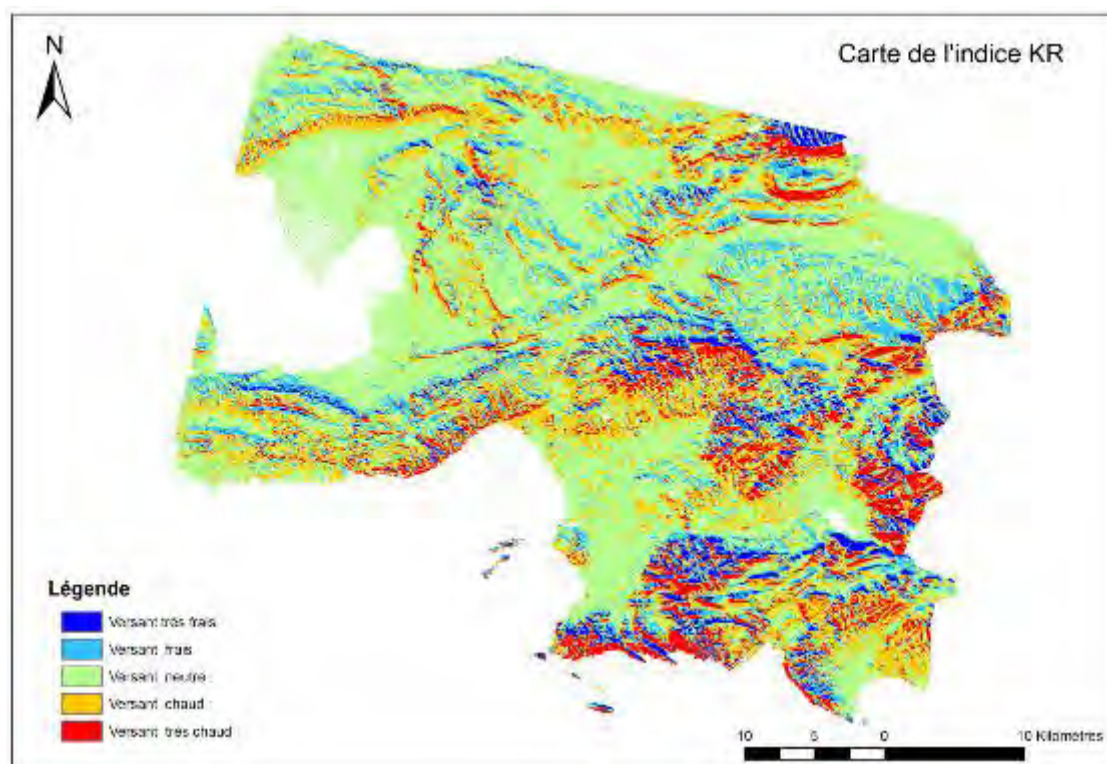 N
Carte de l'indice KR
Légende
Versant très frais
Versant frais
Versant neutre
Versant chaud
Versant très chaud
10 5 0 10 Kilomètres